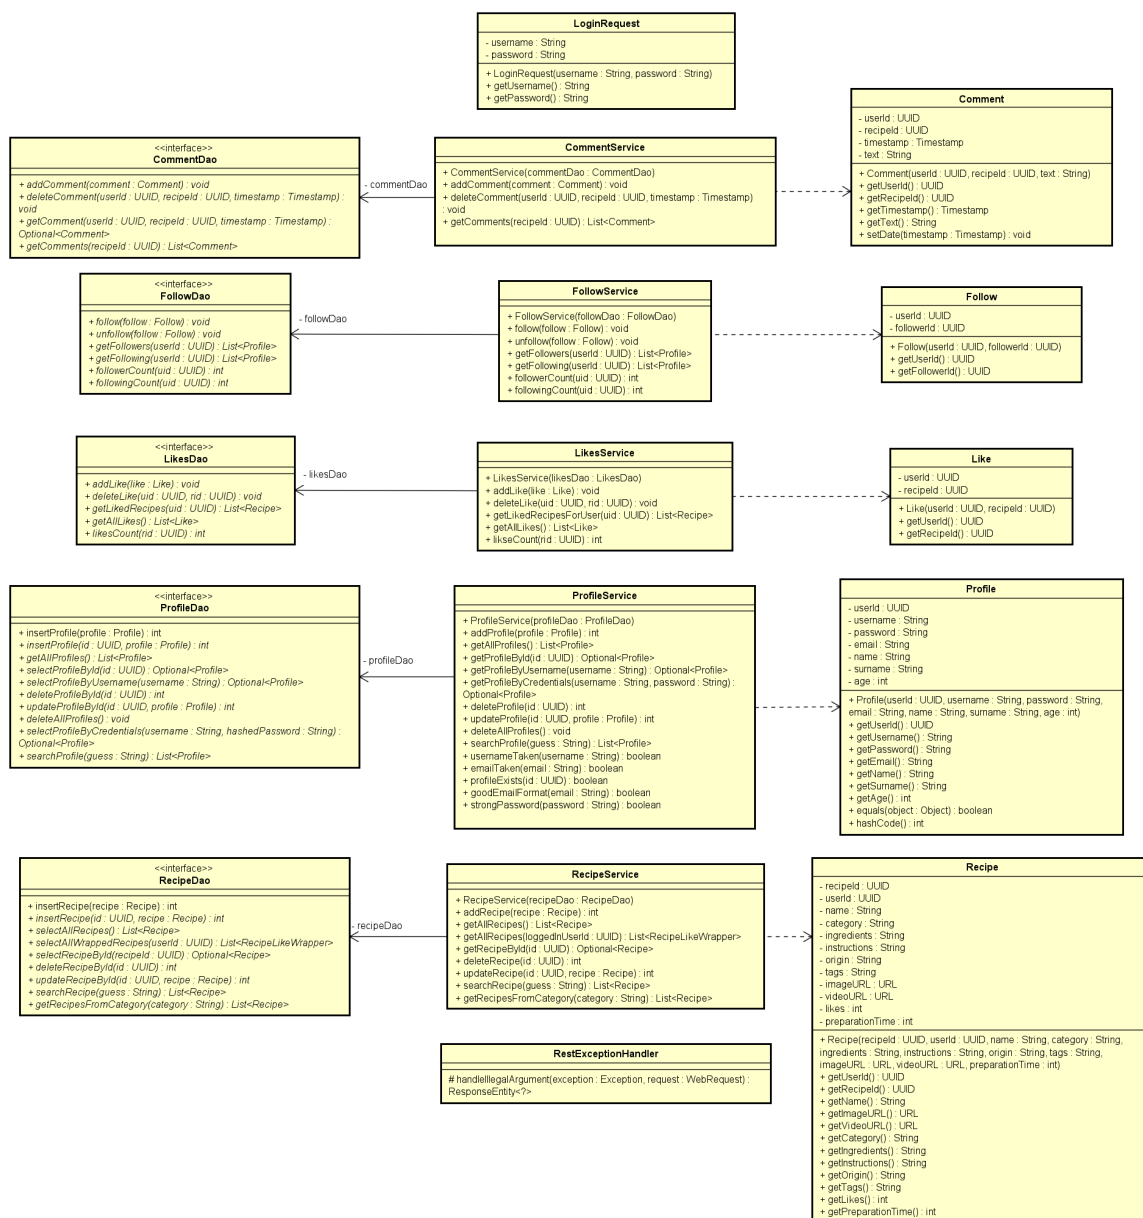 LoginRequest
- username : String
- password : String
+ LoginRequest(username : String, password : String)
+ getUsername() : String
+ getPassword() : String
<<interface>>
CommentDao
+ addComment(comment : Comment) : void
+ deleteComment(userId : UUID, recipeId : UUID, timestamp : Timestamp) :
void
+ getComment(userId : UUID, recipeId : UUID, timestamp : Timestamp) :
Optional<Comment>
+ getComments(recipeId : UUID) : List<Comment>
- commentDao
CommentService
+ CommentService(commentDao : CommentDao)
+ addComment(comment : Comment) : void
+ deleteComment(userId : UUID, recipeId : UUID, timestamp : Timestamp)
: void
+ getComments(recipeId : UUID) : List<Comment>
Comment
- userId : UUID
- recipeId : UUID
- timestamp : Timestamp
- text : String
+ Comment(userId : UUID, recipeId : UUID, text : String)
+ getUserId() : UUID
+ getRecipeId() : UUID
+ getTimestamp() : Timestamp
+ getText() : String
+ setDate(timestamp : Timestamp) : void
<<interface>>
FollowDao
+ follow(follow : Follow) : void
+ unfollow(follow : Follow) : void
+ getFollowers(userId : UUID) : List<Profile>
+ getFollowing(userId : UUID) : List<Profile>
+ followerCount(uid : UUID) : int
+ followingCount(uid : UUID) : int
- followDao
FollowService
+ FollowService(followDao : FollowDao)
+ follow(follow : Follow) : void
+ unfollow(follow : Follow) : void
+ getFollowers(userId : UUID) : List<Profile>
+ getFollowing(userId : UUID) : List<Profile>
+ followerCount(uid : UUID) : int
+ followingCount(uid : UUID) : int
Follow
- userId : UUID
- followerId : UUID
+ Follow(userId : UUID, followerId : UUID)
+ getUserId() : UUID
+ getFollowerId() : UUID
<<interface>>
LikesDao
+ addLike(like : Like) : void
+ deleteLike(uid : UUID, rid : UUID) : void
+ getLikedRecipes(uid : UUID) : List<Recipe>
+ getAllLikes() : List<Like>
+ likesCount(rid : UUID) : int
- likesDao
LikesService
+ LikesService(likesDao : LikesDao)
+ addLike(like : Like) : void
+ deleteLike(uid : UUID, rid : UUID) : void
+ getLikedRecipesForUser(uid : UUID) : List<Recipe>
+ getAllLikes() : List<Like>
+ likseCount(rid : UUID) : int
Like
- userId : UUID
- recipeId : UUID
+ Like(userId : UUID, recipeId : UUID)
+ getUserId() : UUID
+ getRecipeId() : UUID
<<interface>>
ProfileDao
+ insertProfile(profile : Profile) : int
+ insertProfile(id : UUID, profile : Profile) : int
+ getAllProfiles() : List<Profile>
+ selectProfileById(id : UUID) : Optional<Profile>
+ selectProfileByUsername(username : String) : Optional<Profile>
+ deleteProfileById(id : UUID) : int
+ updateProfileById(id : UUID, profile : Profile) : int
+ deleteAllProfiles() : void
+ selectProfileByCredentials(username : String, hashedPassword : String) :
Optional<Profile>
+ searchProfile(guess : String) : List<Profile>
- profileDao
ProfileService
+ ProfileService(profileDao : ProfileDao)
+ addProfile(profile : Profile) : int
+ getAllProfiles() : List<Profile>
+ getProfileById(id : UUID) : Optional<Profile>
+ getProfileByUsername(username : String) : Optional<Profile>
+ getProfileByCredentials(username : String, password : String) :
Optional<Profile>
+ deleteProfile(id : UUID) : int
+ updateProfile(id : UUID, profile : Profile) : int
+ deleteAllProfiles() : void
+ searchProfile(guess : String) : List<Profile>
+ usernameTaken(username : String) : boolean
+ emailTaken(email : String) : boolean
+ profileExists(id : UUID) : boolean
+ goodEmailFormat(email : String) : boolean
+ strongPassword(password : String) : boolean
Profile
- userId : UUID
- username : String
- password : String
- email : String
- name : String
- surname : String
- age : int
+ Profile(userId : UUID, username : String, password : String,
email : String, name : String, surname : String, age : int)
+ getUserId() : UUID
+ getUsername() : String
+ getPassword() : String
+ getEmail() : String
+ getName() : String
+ getSurname() : String
+ getAge() : int
+ equals(object : Object) : boolean
+ hashCode() : int
<<interface>>
RecipeDao
+ insertRecipe(recipe : Recipe) : int
+ insertRecipe(id : UUID, recipe : Recipe) : int
+ selectAllRecipes() : List<Recipe>
+ selectAllWrappedRecipes(userId : UUID) : List<RecipeLikeWrapper>
+ selectRecipeById(recipeId : UUID) : Optional<Recipe>
+ deleteRecipeById(id : UUID) : int
+ updateRecipeById(id : UUID, recipe : Recipe) : int
+ searchRecipe(guess : String) : List<Recipe>
+ getRecipesFromCategory(category : String) : List<Recipe>
- recipeDao
RecipeService
+ RecipeService(recipeDao : RecipeDao)
+ addRecipe(recipe : Recipe) : int
+ getAllRecipes() : List<Recipe>
+ getAllRecipes(loggedInUserId : UUID) : List<RecipeLikeWrapper>
+ getRecipeById(id : UUID) : Optional<Recipe>
+ deleteRecipe(id : UUID) : int
+ updateRecipe(id : UUID, recipe : Recipe) : int
+ searchRecipe(guess : String) : List<Recipe>
+ getRecipesFromCategory(category : String) : List<Recipe>
Recipe
- recipeId : UUID
- userId : UUID
- name : String
- category : String
- ingredients : String
- instructions : String
- origin : String
- tags : String
- imageURL : URL
- videoURL : URL
- likes : int
- preparationTime : int
+ Recipe(recipeId : UUID, userId : UUID, name : String, category : String,
ingredients : String, instructions : String, origin : String, tags : String,
imageURL : URL, videoURL : URL, preparationTime : int)
+ getUserId() : UUID
+ getRecipeId() : UUID
+ getName() : String
+ getImageURL() : URL
+ getVideoURL() : URL
+ getCategory() : String
+ getIngredients() : String
+ getInstructions() : String
+ getOrigin() : String
+ getTags() : String
+ getLikes() : int
+ getPreparationTime() : int
RestExceptionHandler
# handleIllegalArgument(exception : Exception, request : WebRequest) :
ResponseEntity<?>